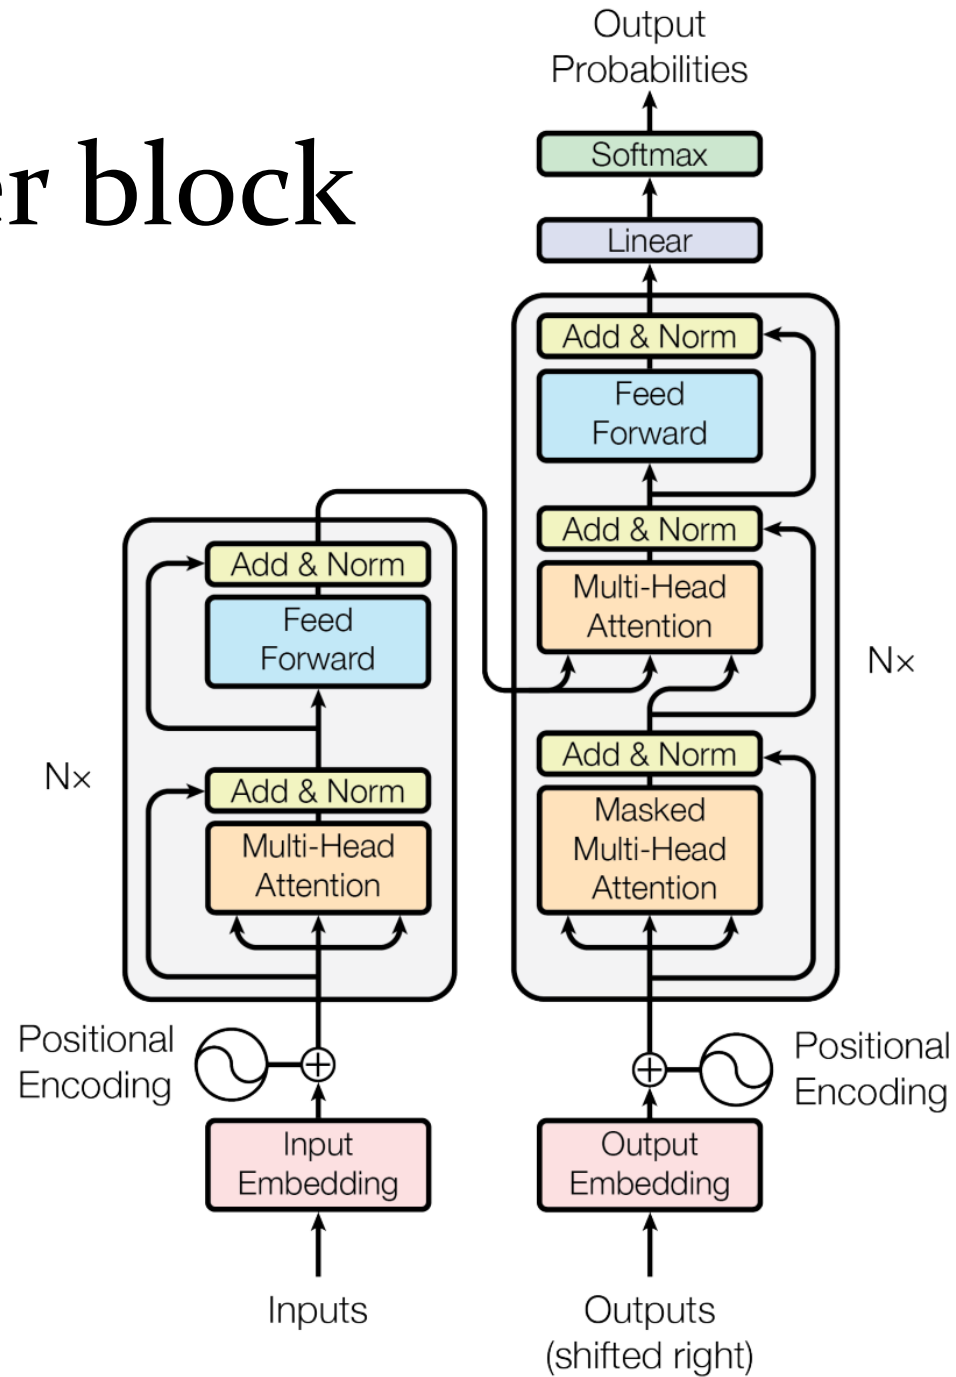 er block
Output
Probabilities
Softmax
Linear
Add & Norm
Feed
Forward
Add & Norm
Multi-Head
Attention
Nx
Add & Norm
Masked
Multi-Head
Attention
Add & Norm
Feed
Forward
Nx
Add & Norm
Multi-Head
Attention
Positional
Encoding
Positional
Encoding
Input
Embedding
Output
Embedding
Inputs
Outputs
(shifted right)